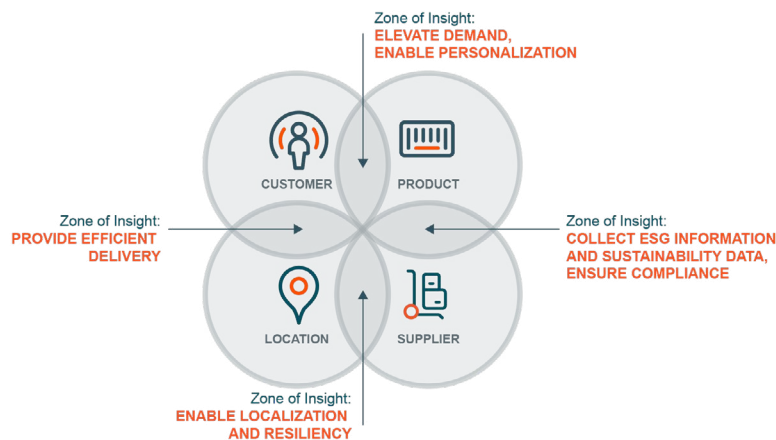 Zone of Insight:
ELEVATE DEMAND,
ENABLE PERSONALIZATION
CUSTOMER
PRODUCT
Zone of Insight:
PROVIDE EFFICIENT
DELIVERY
Zone of Insight:
COLLECT ESG INFORMATION
AND SUSTAINABILITY DATA,
ENSURE COMPLIANCE
LOCATION
SUPPLIER
Zone of Insight:
ENABLE LOCALIZATION
AND RESILIENCY